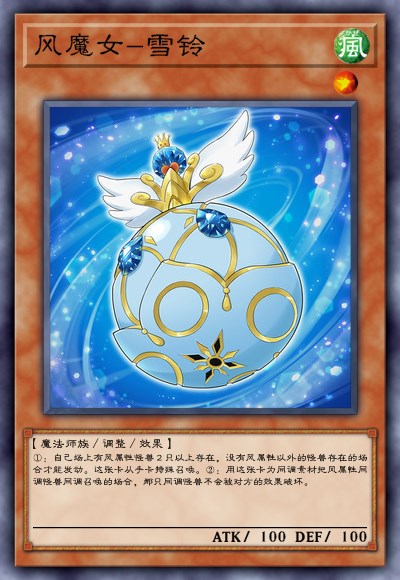 风魔女-雪铃
風
【魔法师族／调整／效果】
①：自己场上有风属性怪兽2只以上存在，没有风属性以外的怪兽存在的场
合才能发动。这张卡从手卡特殊召唤。②：用这张卡为同调素材把风属性同
调怪兽同调召唤的场合，那只同调怪兽不会被对方的效果破坏。
ATK/ 100 DEF/ 100